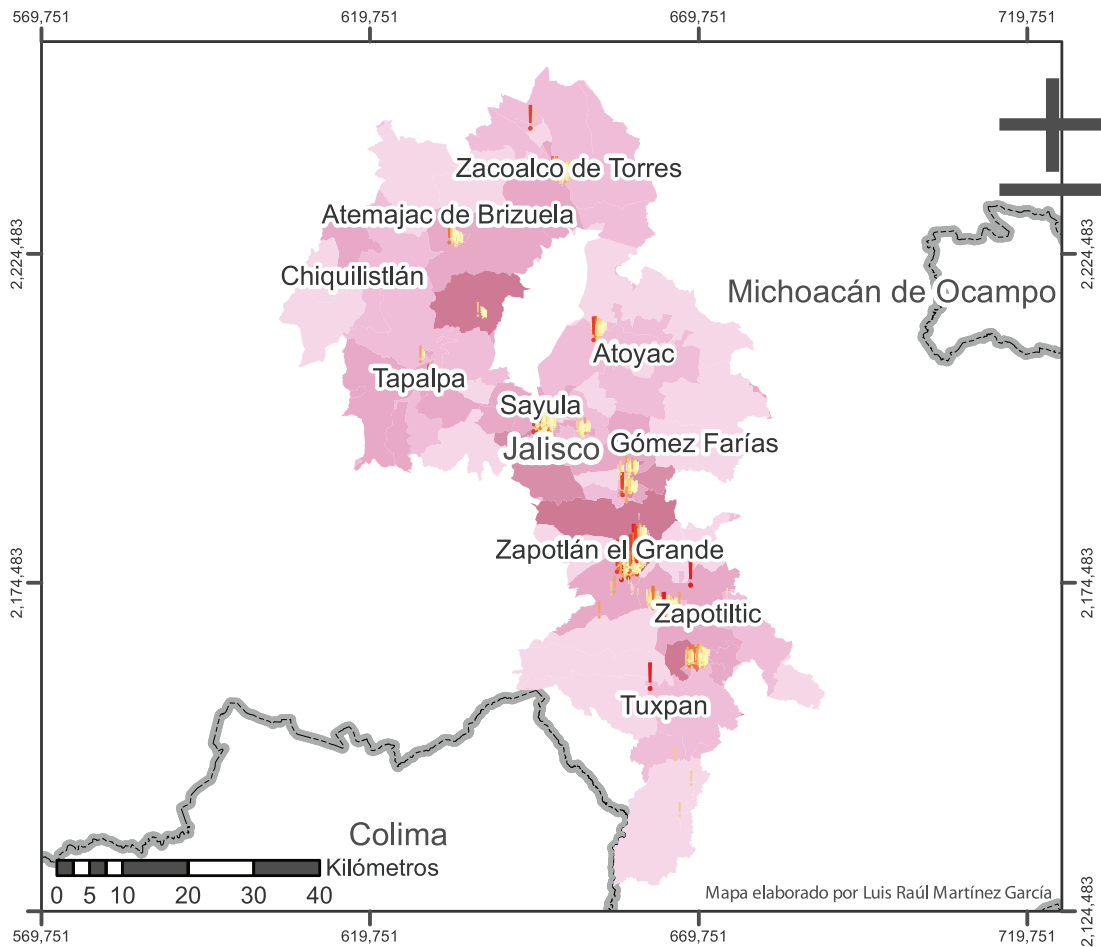 569,751 619,751 669,751 719,751
Zacoalco de Torres
Atemajac de Brizuela
2,224,483 2,224,483
Chiquilistlán
Michoacán de Ocampo
Atoyac
Tapalpa
Sayula
Jalisco Gómez Farías
Zapotlán el Grande
2,174,483 2,174,483
Zapotiltic
Tuxpan
Colima
Kilómetros
0 5 10 20 30 40
Mapa elaborado por Luis Raúl Martínez García
2,124,483
569,751 619,751 669,751 719,751